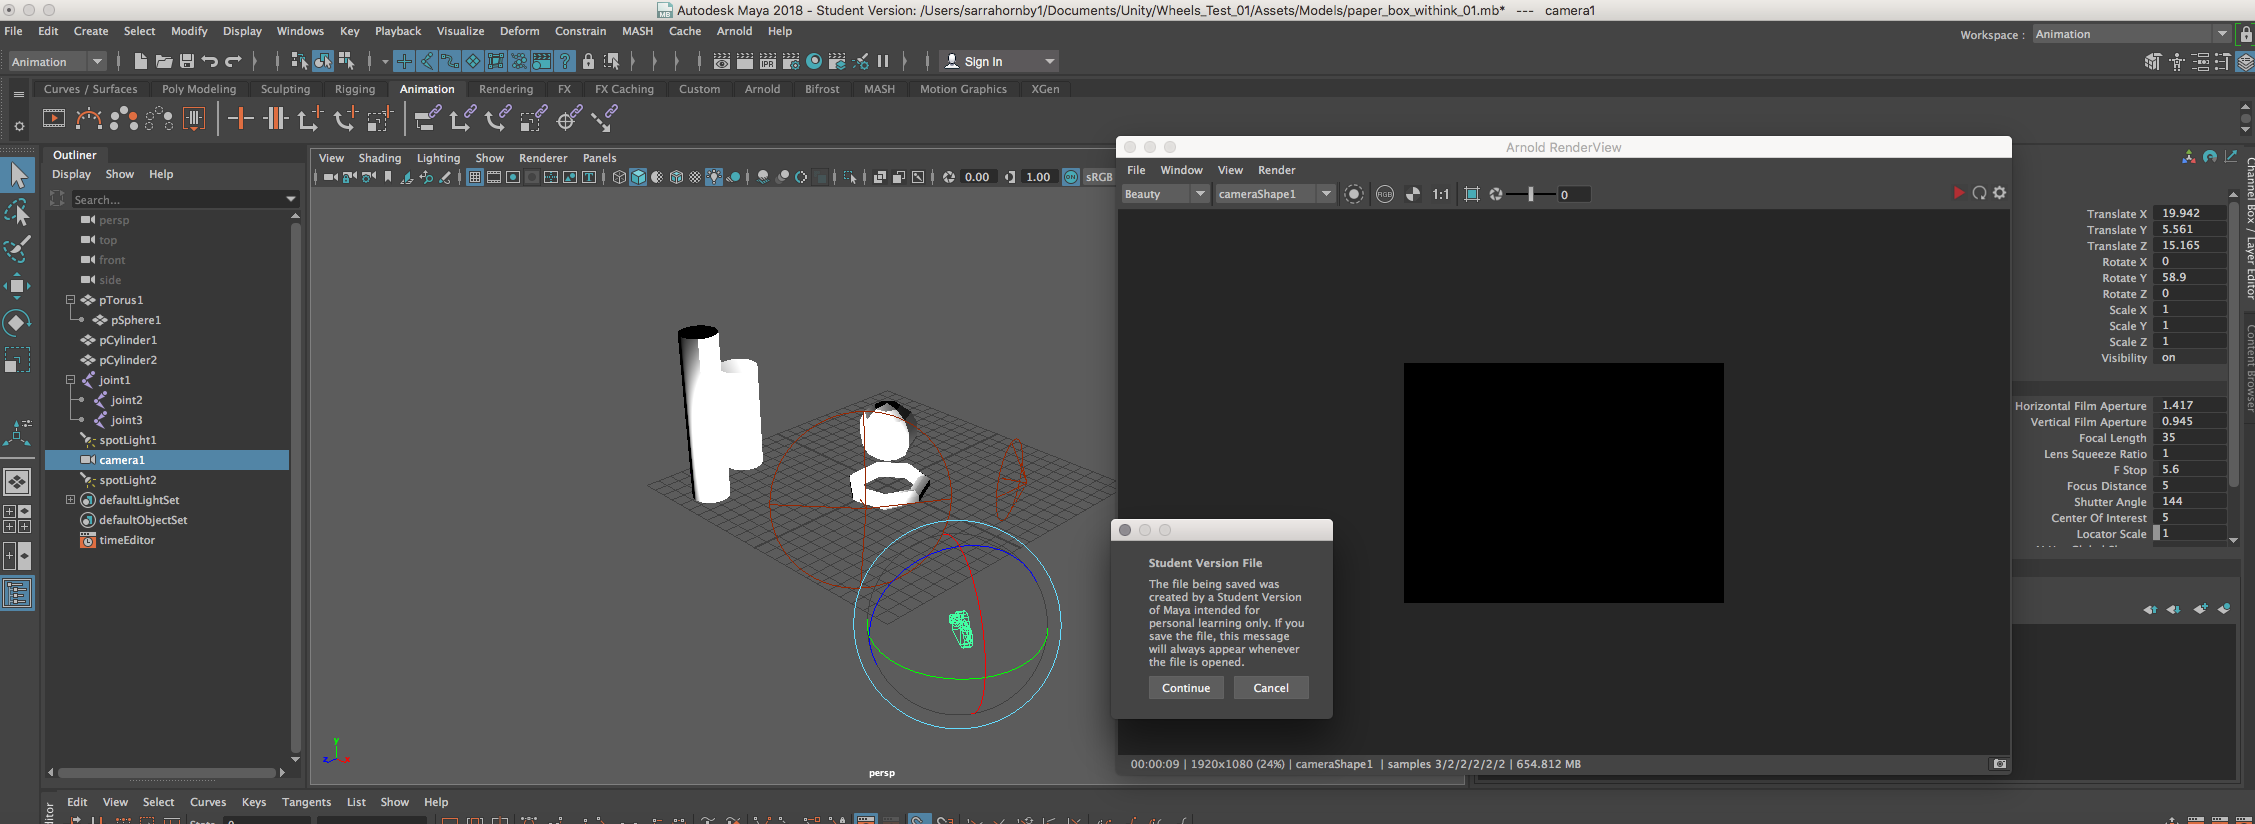 Autodesk Maya 2018 - Student Version: /Users/sarrahornby1/Documents/Unity/Wheels_Test_01/Assets/Models/paper_box_withink_01.mb* --- camera1
File Edit Create Select Modify Display Windows Key Playback Visualize Deform Constrain MASH Cache Arnold Help
Workspace : Animation
Animation
IPR
Sign In
Curves / Surfaces Poly Modeling Sculpting Rigging Animation Rendering FX FX Caching Custom Arnold Bifrost MASH Motion Graphics XGen
Outliner
Display Show Help
Search...
persp
top
front
side
pTorus1
pSphere1
pCylinder1
pCylinder2
joint1
joint2
joint3
spotLight1
camera1
spotLight2
defaultLightSet
defaultObjectSet
timeEditor
View Shading Lighting Show Renderer Panels
0.00 1.00 ON sRGB
y
z
persp
Arnold RenderView
File Window View Render
Beauty cameraShape1 RGB 1:1 0
00:00:09 | 1920x1080 (24%) | cameraShape1 | samples 3/2/2/2/2/2 | 654.812 MB
Student Version File
The file being saved was
created by a Student Version
of Maya intended for
personal learning only. If you
save the file, this message
will always appear whenever
the file is opened.
Continue Cancel
Translate X 19.942
Translate Y 5.561
Translate Z 15.165
Rotate X 0
Rotate Y 58.9
Rotate Z 0
Scale X 1
Scale Y 1
Scale Z 1
Visibility on
Horizontal Film Aperture 1.417
Vertical Film Aperture 0.945
Focal Length 35
Lens Squeeze Ratio 1
F Stop 5.6
Focus Distance 5
Shutter Angle 144
Center Of Interest 5
Locator Scale 1
Channel Box / Layer Editor
Content Browser
Edit View Select Curves Keys Tangents List Show Help